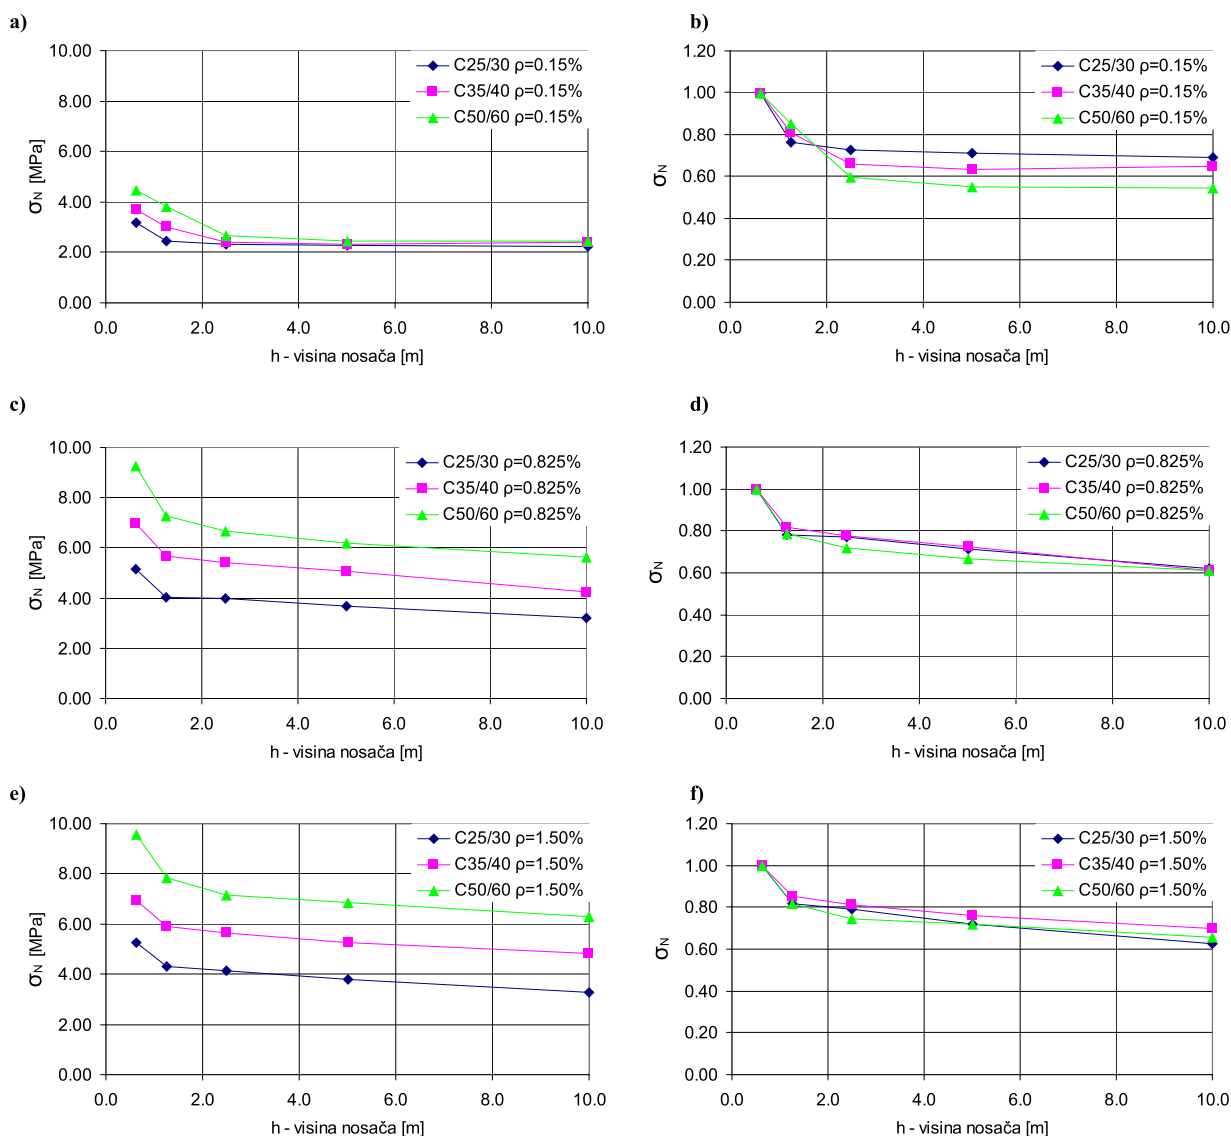 a)
10.00
8.00
6.00
4.00
2.00
0.00
σN [MPa]
C25/30 ρ=0.15%
C35/40 ρ=0.15%
C50/60 ρ=0.15%
0.0 2.0 4.0 6.0 8.0 10.0
h - visina nosača [m]
b)
1.20
1.00
0.80
0.60
0.40
0.20
0.00
σN
C25/30 ρ=0.15%
C35/40 ρ=0.15%
C50/60 ρ=0.15%
0.0 2.0 4.0 6.0 8.0 10.0
h - visina nosača [m]
c)
10.00
8.00
6.00
4.00
2.00
0.00
σN [MPa]
C25/30 ρ=0.825%
C35/40 ρ=0.825%
C50/60 ρ=0.825%
0.0 2.0 4.0 6.0 8.0 10.0
h - visina nosača [m]
d)
1.20
1.00
0.80
0.60
0.40
0.20
0.00
σN
C25/30 ρ=0.825%
C35/40 ρ=0.825%
C50/60 ρ=0.825%
0.0 2.0 4.0 6.0 8.0 10.0
h - visina nosača [m]
e)
10.00
8.00
6.00
4.00
2.00
0.00
σN [MPa]
C25/30 ρ=1.50%
C35/40 ρ=1.50%
C50/60 ρ=1.50%
0.0 2.0 4.0 6.0 8.0 10.0
h - visina nosača [m]
f)
1.20
1.00
0.80
0.60
0.40
0.20
0.00
σN
C25/30 ρ=1.50%
C35/40 ρ=1.50%
C50/60 ρ=1.50%
0.0 2.0 4.0 6.0 8.0 10.0
h - visina nosača [m]